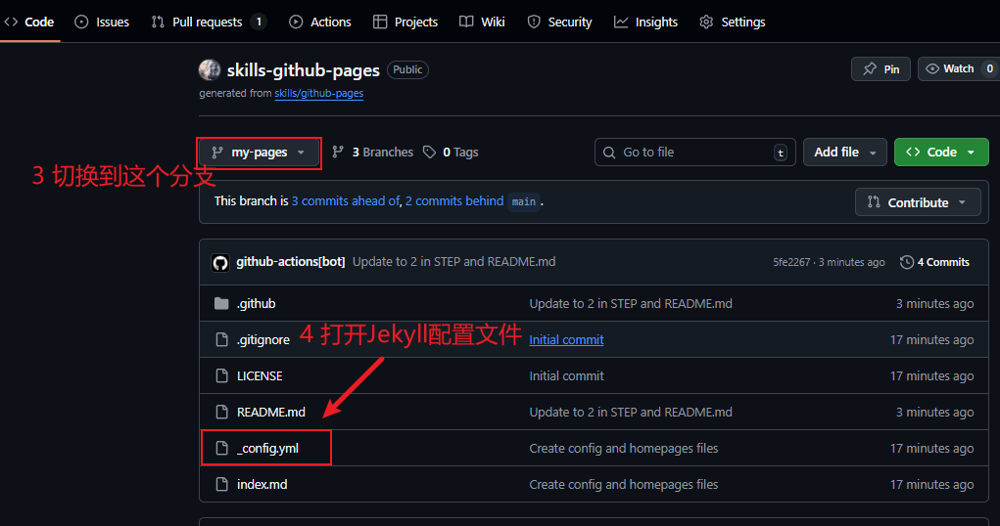 Code Issues Pull requests 1 Actions Projects Wiki Security Insights Settings
skills-github-pages Public Pin Watch 0
generated from skills/github-pages
my-pages 3 Branches 0 Tags Go to file t Add file Code
3 切换到这个分支
This branch is 3 commits ahead of, 2 commits behind main .
Contribute
github-actions[bot] Update to 2 in STEP and README.md 5fe2267 · 3 minutes ago 4 Commits
.github Update to 2 in STEP and README.md 3 minutes ago
4 打开Jekyll配置文件
.gitignore Initial commit 17 minutes ago
LICENSE Initial commit 17 minutes ago
README.md Update to 2 in STEP and README.md 3 minutes ago
_config.yml Create config and homepages files 17 minutes ago
index.md Create config and homepages files 17 minutes ago